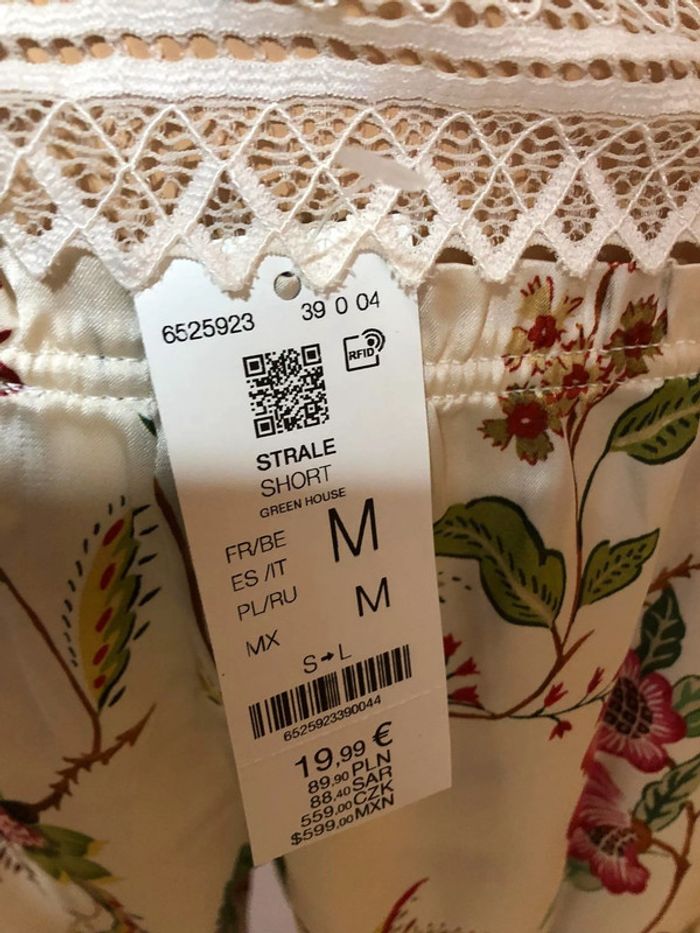 6525923 39 0 04
RFID
STRALE
SHORT
GREEN HOUSE
FR/BE M
ES /IT
PL/RU M
MX
S→L
6525923390044
19,99 €
89,90 PLN
88,40 SAR
559,00 CZK
$599,00 MXN